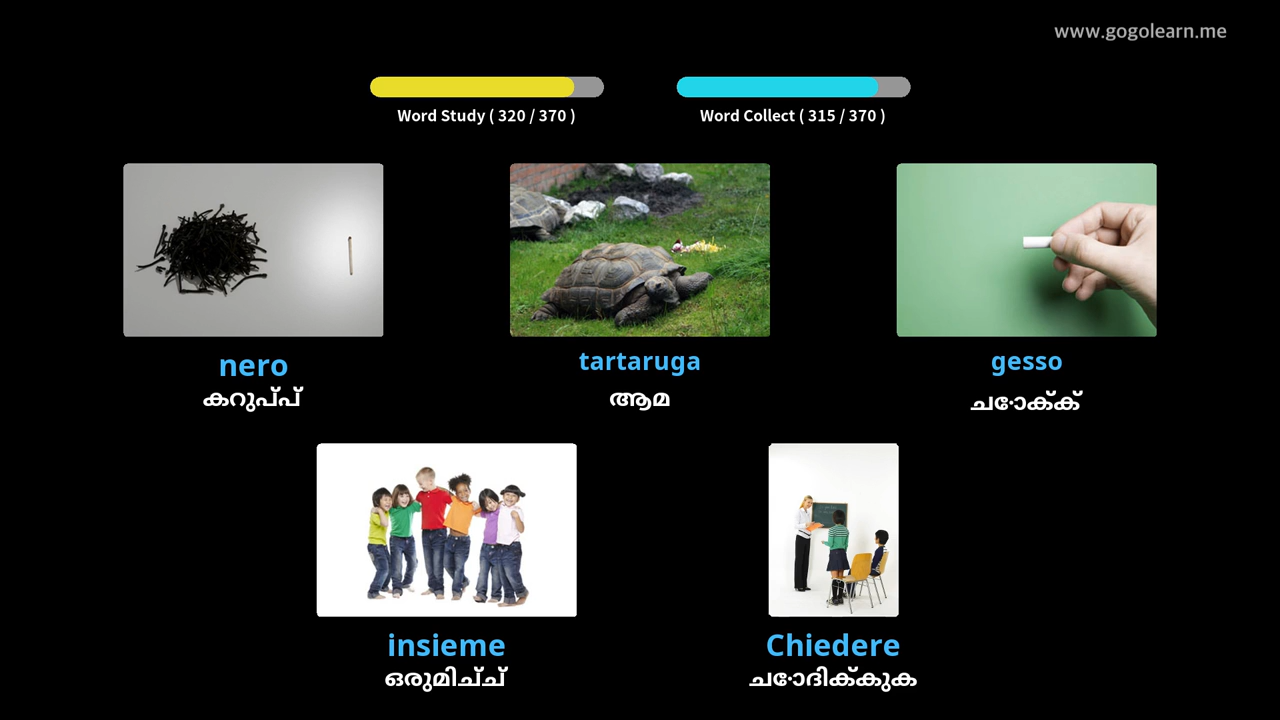 www.gogolearn.me
Word Study ( 320 / 370 )
Word Collect ( 315 / 370 )
nero
കറുപ്പ്
tartaruga
ആമ
gesso
ചോക്ക്
insieme
ഒരുമിച്ച്
Chiedere
ചോദിക്കുക